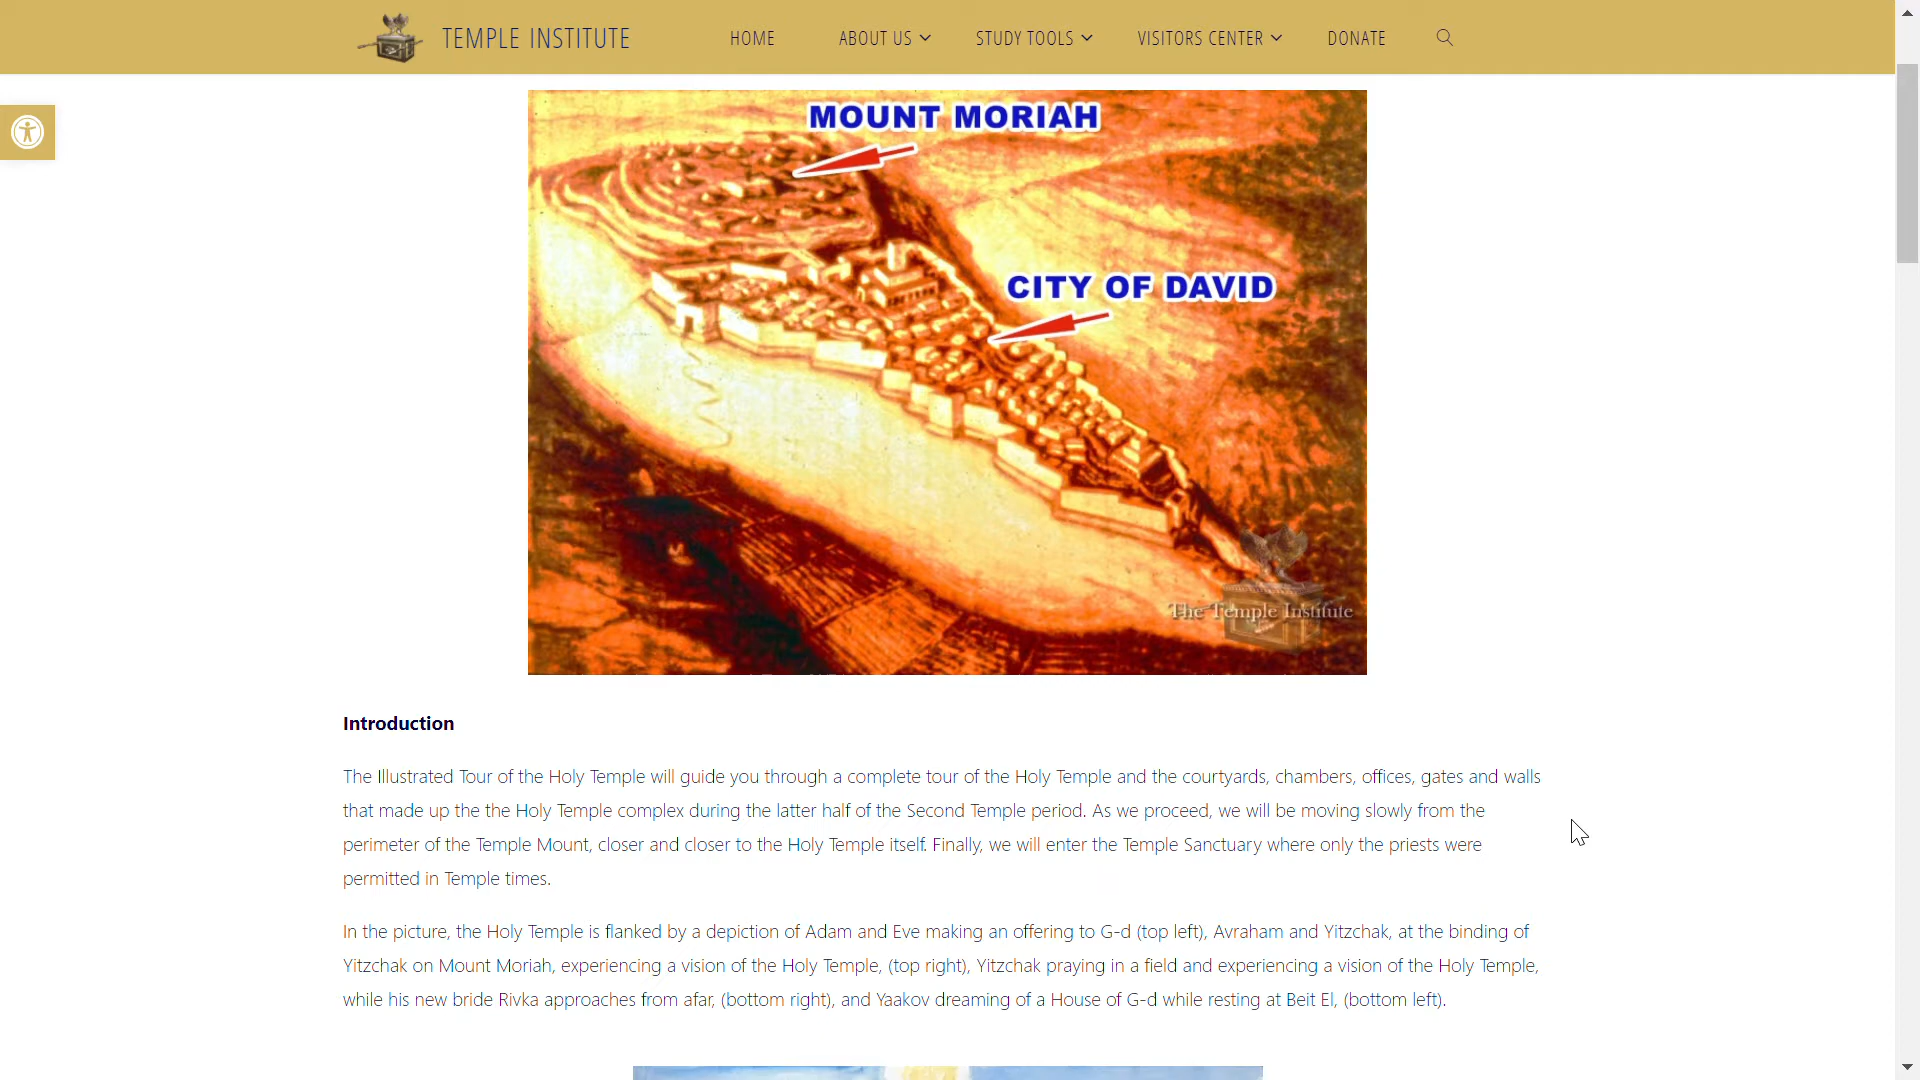 TEMPLE INSTITUTE HOME ABOUT US STUDY TOOLS VISITORS CENTER DONATE
MOUNT MORIAH
CITY OF DAVID
The Temple Institute
Introduction
The Illustrated Tour of the Holy Temple will guide you through a complete tour of the Holy Temple and the courtyards, chambers, offices, gates and walls
that made up the the Holy Temple complex during the latter half of the Second Temple period. As we proceed, we will be moving slowly from the
perimeter of the Temple Mount, closer and closer to the Holy Temple itself. Finally, we will enter the Temple Sanctuary where only the priests were
permitted in Temple times.
In the picture, the Holy Temple is flanked by a depiction of Adam and Eve making an offering to G-d (top left), Avraham and Yitzchak, at the binding of
Yitzchak on Mount Moriah, experiencing a vision of the Holy Temple, (top right), Yitzchak praying in a field and experiencing a vision of the Holy Temple,
while his new bride Rivka approaches from afar, (bottom right), and Yaakov dreaming of a House of G-d while resting at Beit El, (bottom left).